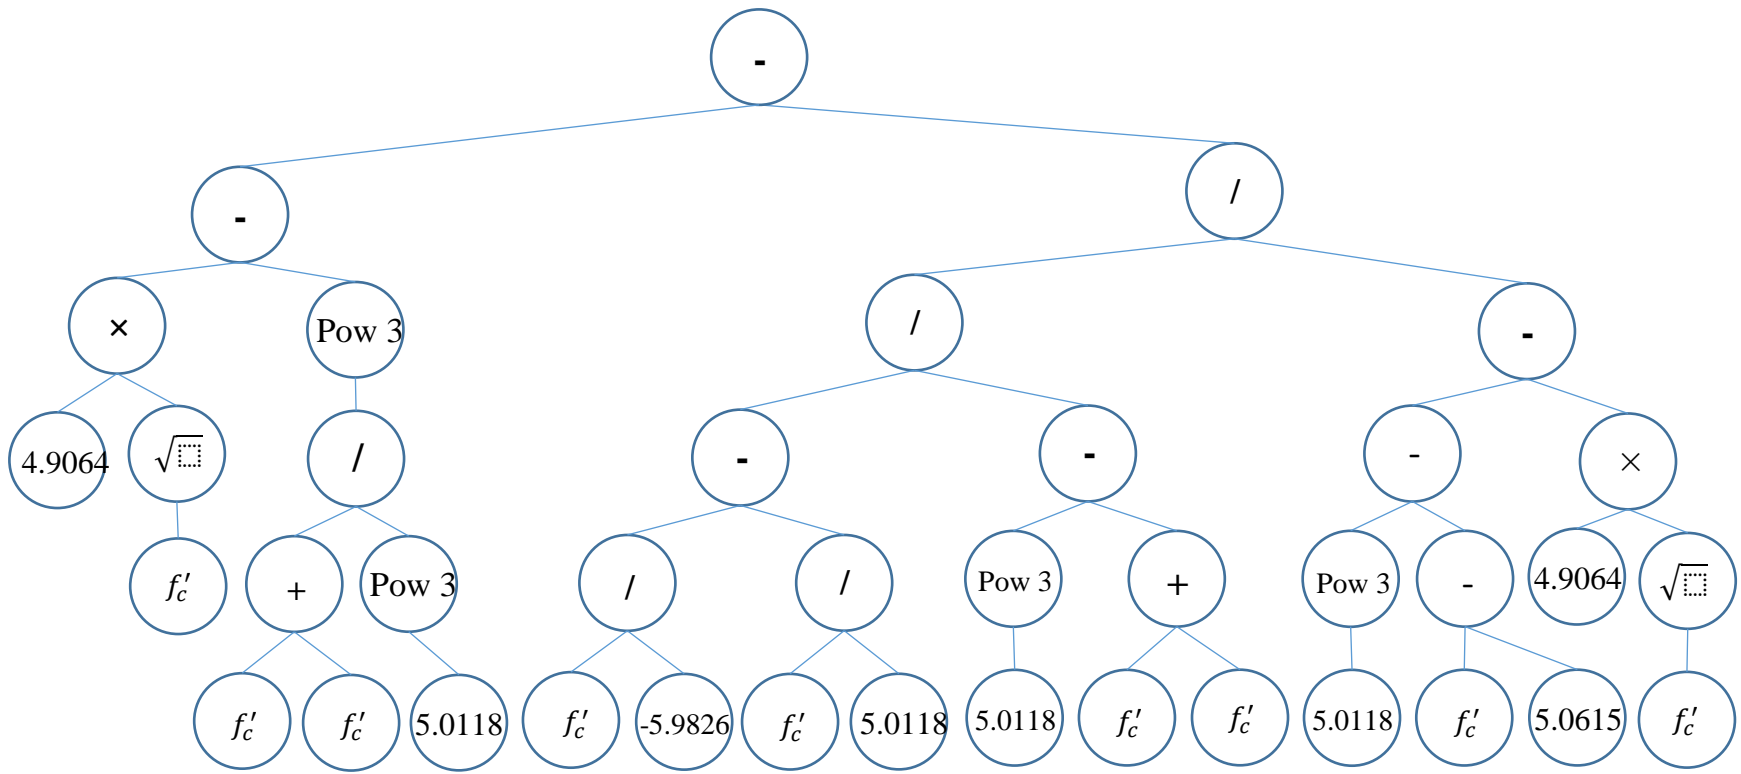 -
- /
× Pow 3 / -
4.9064 √ / - - - ×
f′c + Pow 3 / / Pow 3 + Pow 3 - 4.9064 √
f′c f′c 5.0118 f′c -5.9826 f′c 5.0118 5.0118 f′c f′c 5.0118 f′c 5.0615 f′c